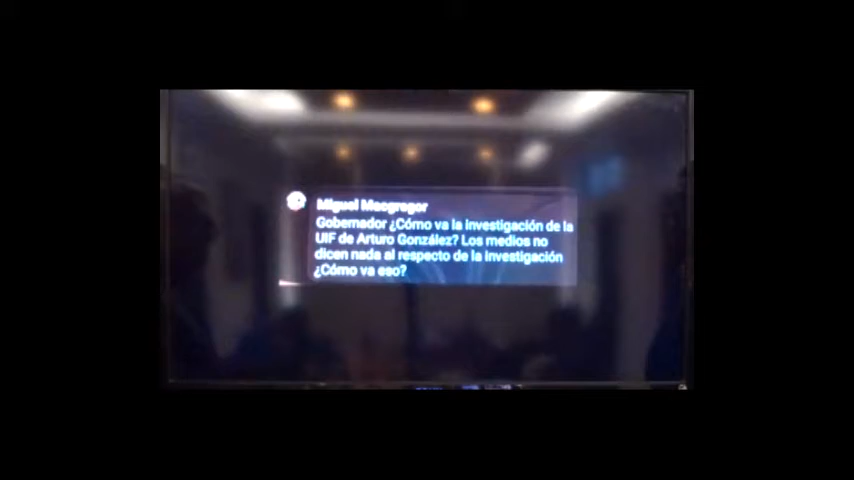 Miguel Macgregor
Gobernador ¿Cómo va la investigación de la
UIF de Arturo González? Los medios no
dicen nada al respecto de la investigación
¿Cómo va eso?